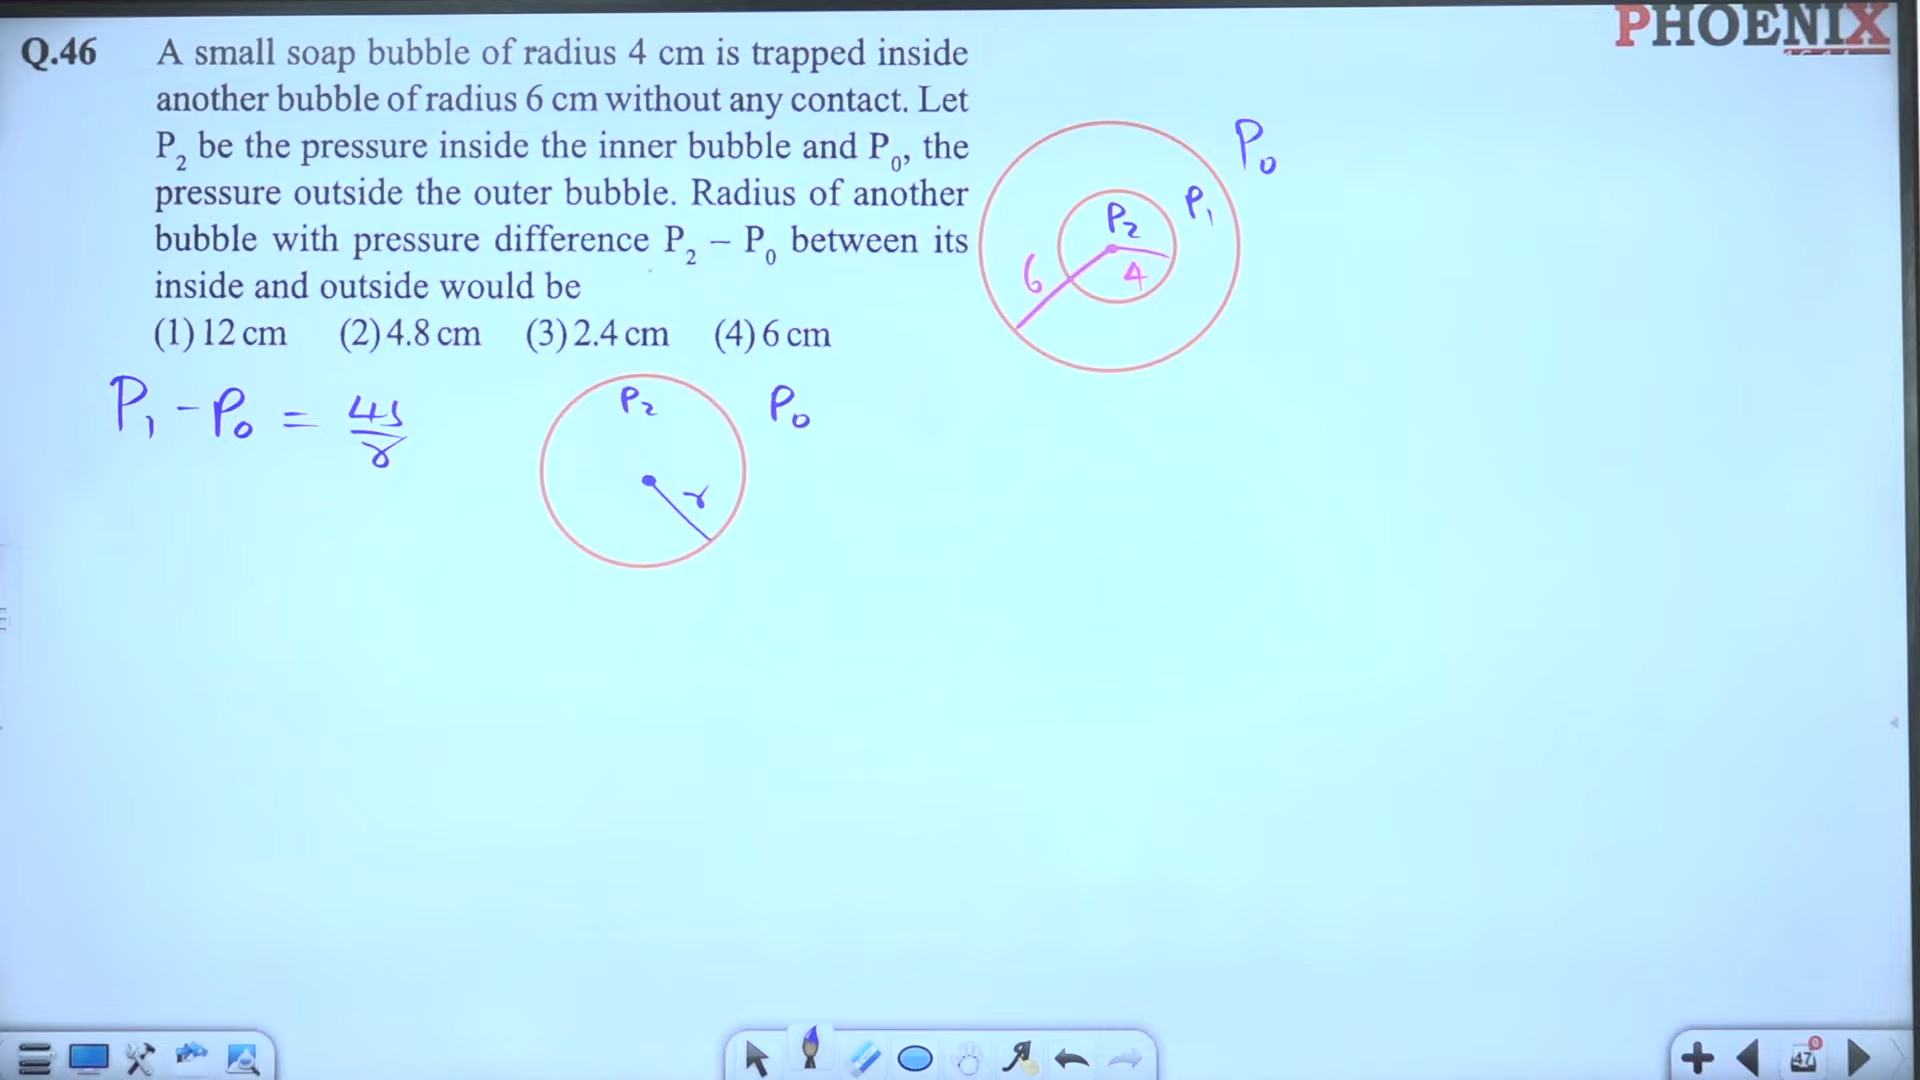 PHOENIX
Q.46 A small soap bubble of radius 4 cm is trapped inside
another bubble of radius 6 cm without any contact. Let
P₂ be the pressure inside the inner bubble and P₀, the
pressure outside the outer bubble. Radius of another
bubble with pressure difference P₂ – P₀ between its
inside and outside would be
(1) 12 cm (2) 4.8 cm (3) 2.4 cm (4) 6 cm
P₀
P₁
P₂
6
4
P₁ - P₀ = 4s/r
P₂
P₀
r
47
0